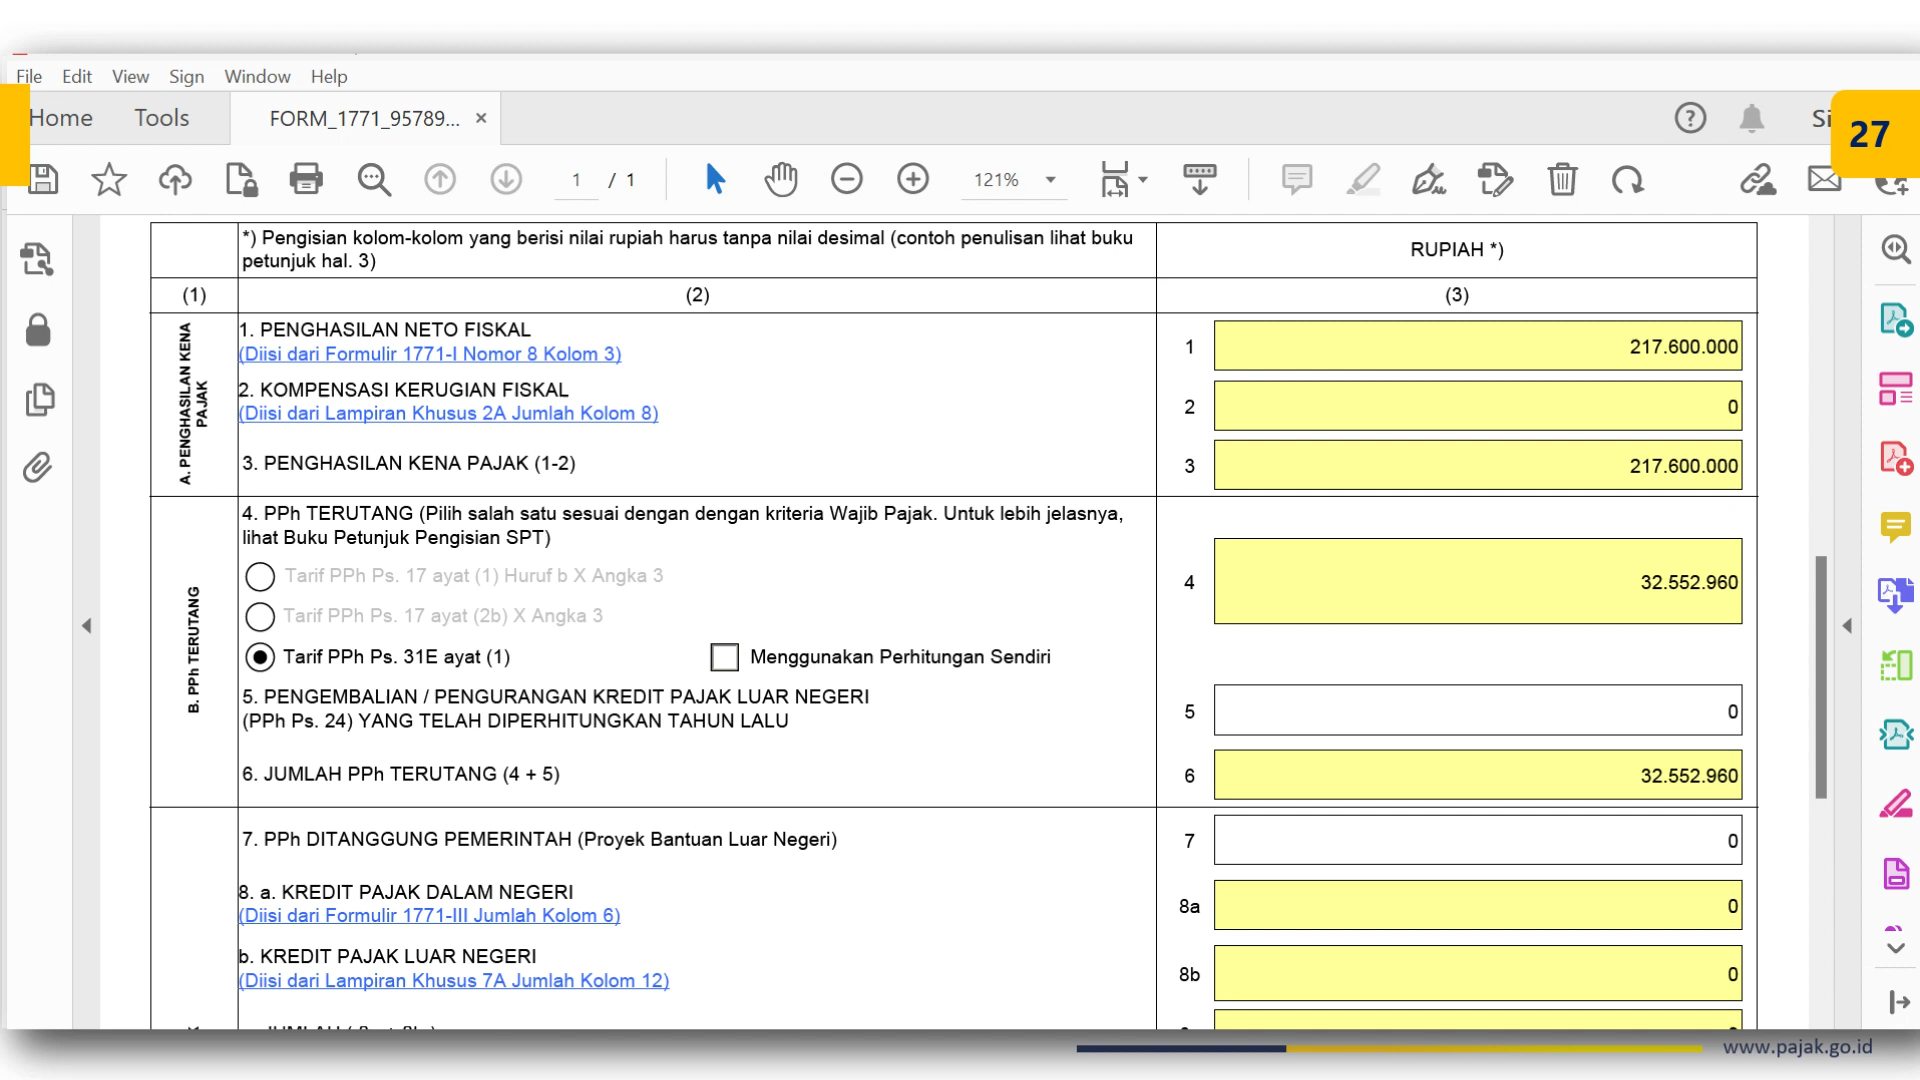 File Edit View Sign Window Help
Home Tools FORM_1771_95789... ×
27
1 / 1 121%
*) Pengisian kolom-kolom yang berisi nilai rupiah harus tanpa nilai desimal (contoh penulisan lihat buku
petunjuk hal. 3)
RUPIAH *)
(1) (2) (3)
A. PENGHASILAN KENA
PAJAK
1. PENGHASILAN NETO FISKAL
(Diisi dari Formulir 1771-I Nomor 8 Kolom 3)
1 217.600.000
2. KOMPENSASI KERUGIAN FISKAL
(Diisi dari Lampiran Khusus 2A Jumlah Kolom 8)
2 0
3. PENGHASILAN KENA PAJAK (1-2)
3 217.600.000
B. PPh TERUTANG
4. PPh TERUTANG (Pilih salah satu sesuai dengan dengan kriteria Wajib Pajak. Untuk lebih jelasnya,
lihat Buku Petunjuk Pengisian SPT)
Tarif PPh Ps. 17 ayat (1) Huruf b X Angka 3
4 32.552.960
Tarif PPh Ps. 17 ayat (2b) X Angka 3
Tarif PPh Ps. 31E ayat (1) Menggunakan Perhitungan Sendiri
5. PENGEMBALIAN / PENGURANGAN KREDIT PAJAK LUAR NEGERI
(PPh Ps. 24) YANG TELAH DIPERHITUNGKAN TAHUN LALU
5 0
6. JUMLAH PPh TERUTANG (4 + 5)
6 32.552.960
7. PPh DITANGGUNG PEMERINTAH (Proyek Bantuan Luar Negeri)
7 0
8. a. KREDIT PAJAK DALAM NEGERI
(Diisi dari Formulir 1771-III Jumlah Kolom 6)
8a 0
b. KREDIT PAJAK LUAR NEGERI
(Diisi dari Lampiran Khusus 7A Jumlah Kolom 12)
8b 0
www.pajak.go.id